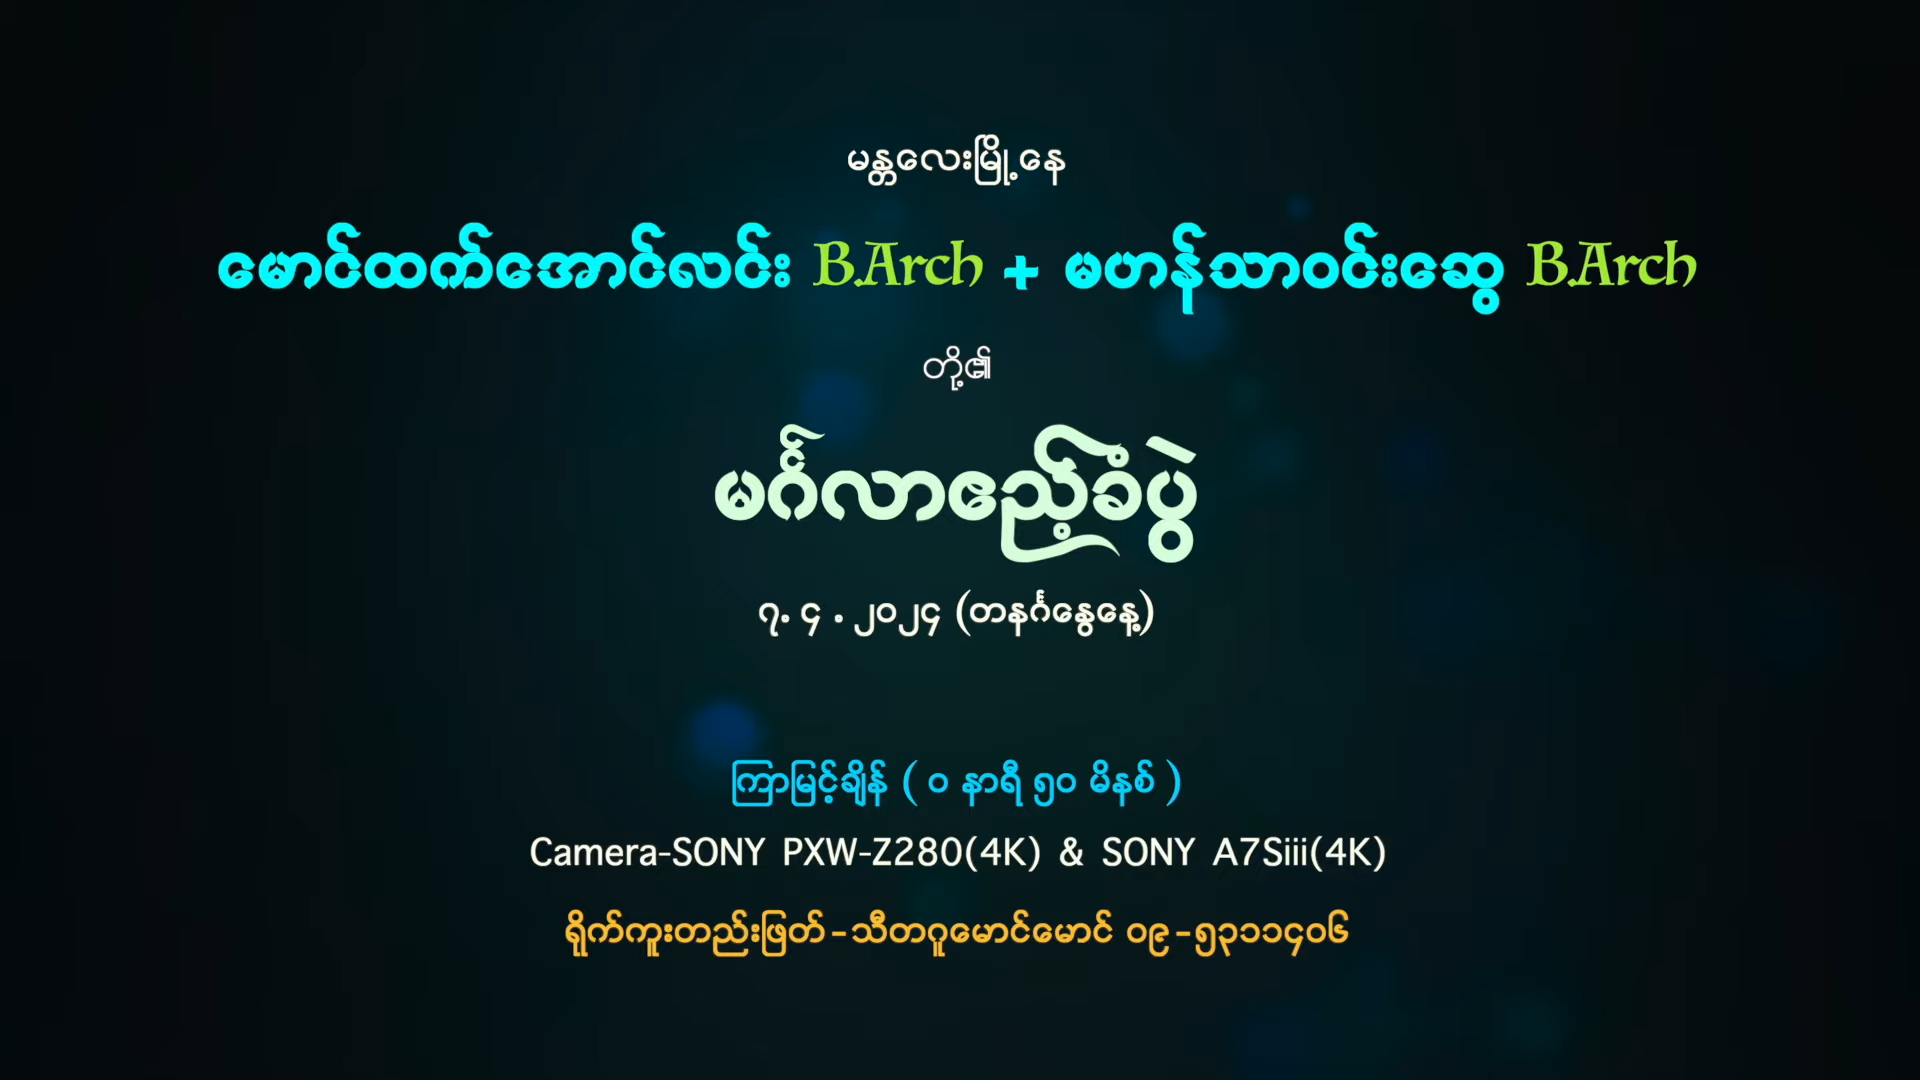 မန္တလေးမြို့နေ
မောင်ထက်အောင်လင်း B.Arch + မဟန်သာဝင်းဆွေ B.Arch
တို့၏
မင်္ဂလာဧည့်ခံပွဲ
၇. ၄ . ၂၀၂၄ (တနင်္ဂနွေနေ့)
ကြာမြင့်ချိန် ( ၀ နာရီ ၅၀ မိနစ် )
Camera-SONY PXW-Z280(4K) & SONY A7Siii(4K)
ရိုက်ကူးတည်းဖြတ်-သီတဂူမောင်မောင် ၀၉-၅၃၁၁၄၀၆